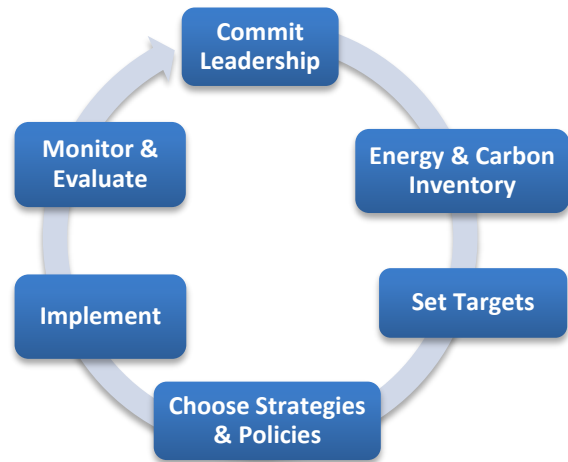 Commit
Leadership
Energy & Carbon
Inventory
Set Targets
Choose Strategies
& Policies
Implement
Monitor &
Evaluate